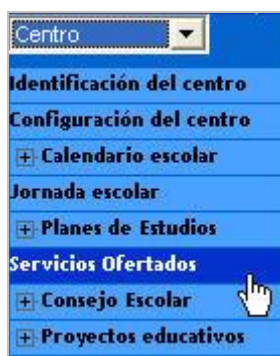 Centro
Identificación del centro
Configuración del centro
Calendario escolar
Jornada escolar
Planes de Estudios
Servicios Ofertados
Consejo Escolar
Proyectos educativos